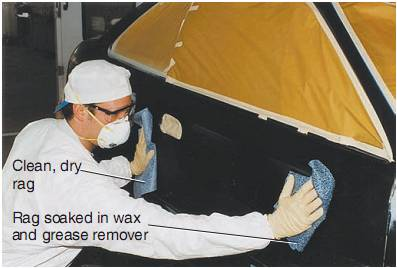 Clean, dry
rag
Rag soaked in wax
and grease remover